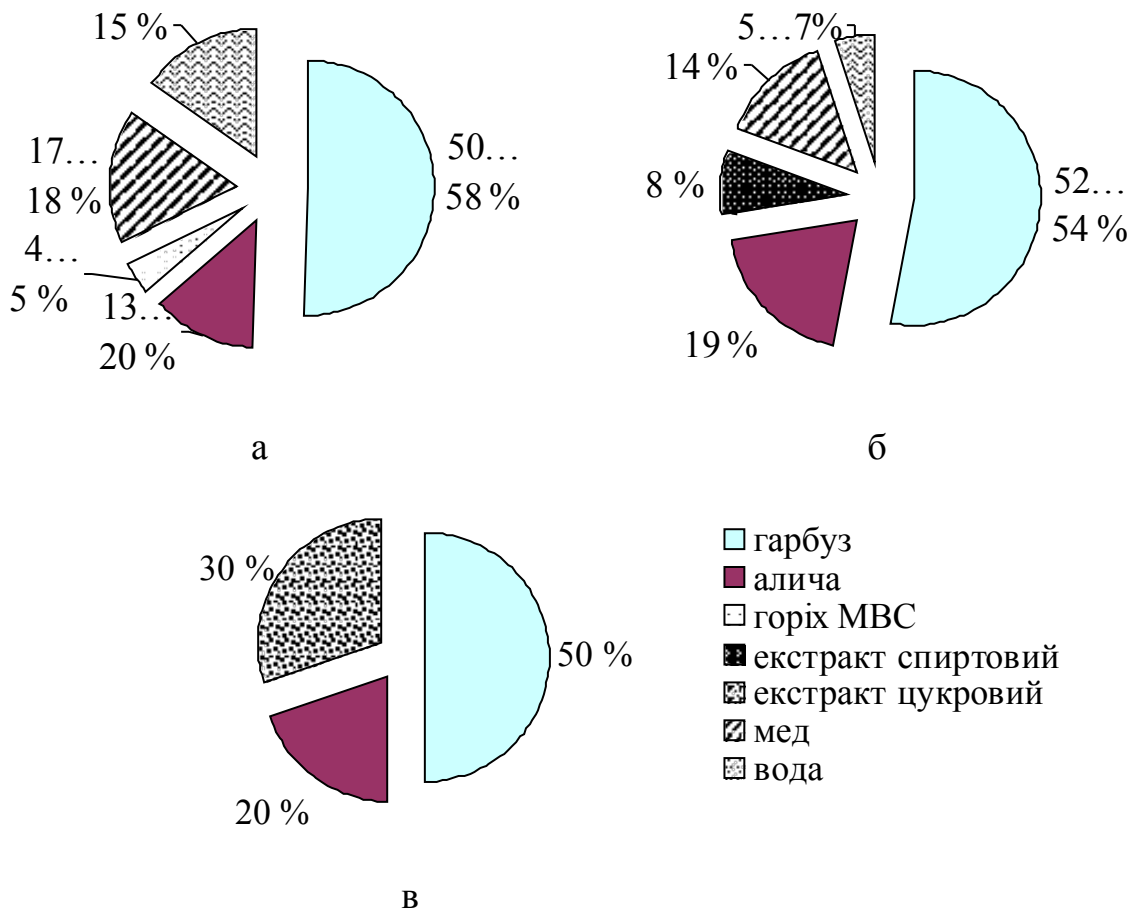 15 %
50…
58 %
17…
18 %
4…
5 %
13…
20 %
а
5…7%
14 %
52…
54 %
8 %
19 %
б
30 %
50 %
20 %
в
гарбуз
алича
горіх МВС
екстракт спиртовий
екстракт цукровий
мед
вода